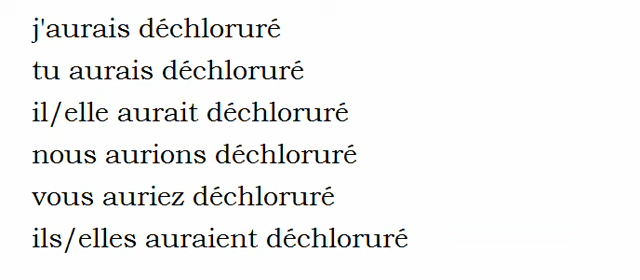 j'aurais déchloruré
tu aurais déchloruré
il/elle aurait déchloruré
nous aurions déchloruré
vous auriez déchloruré
ils/elles auraient déchloruré